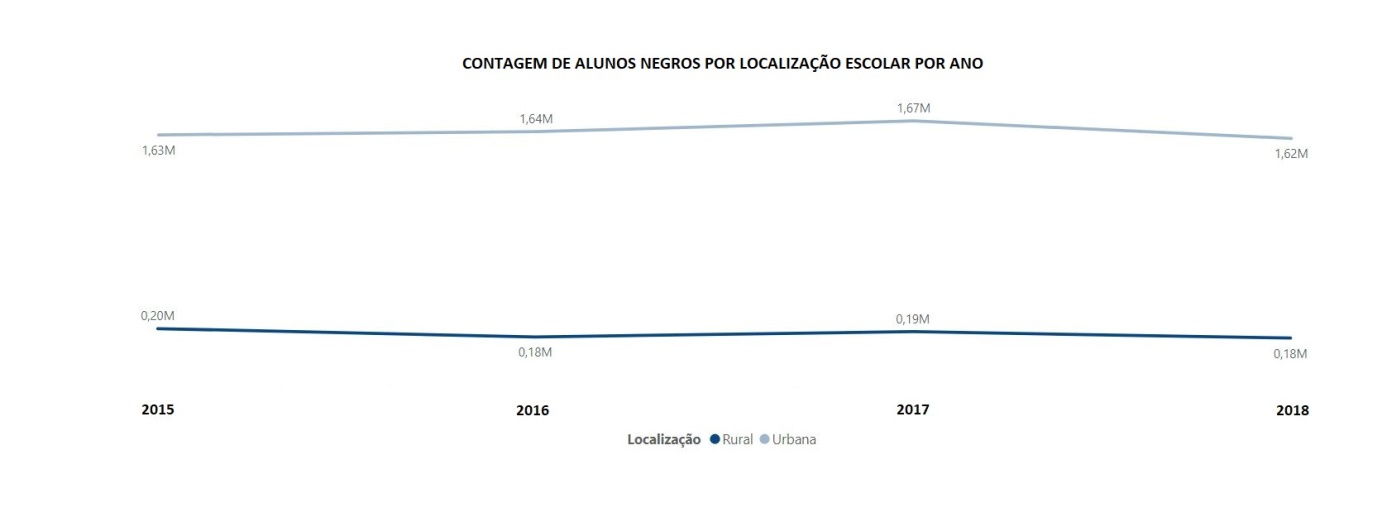 CONTAGEM DE ALUNOS NEGROS POR LOCALIZAÇÃO ESCOLAR POR ANO
1,67M
1,64M
1,63M
1,62M
0,20M
0,19M
0,18M
0,18M
2015 2016 2017 2018
Localização Rural Urbana